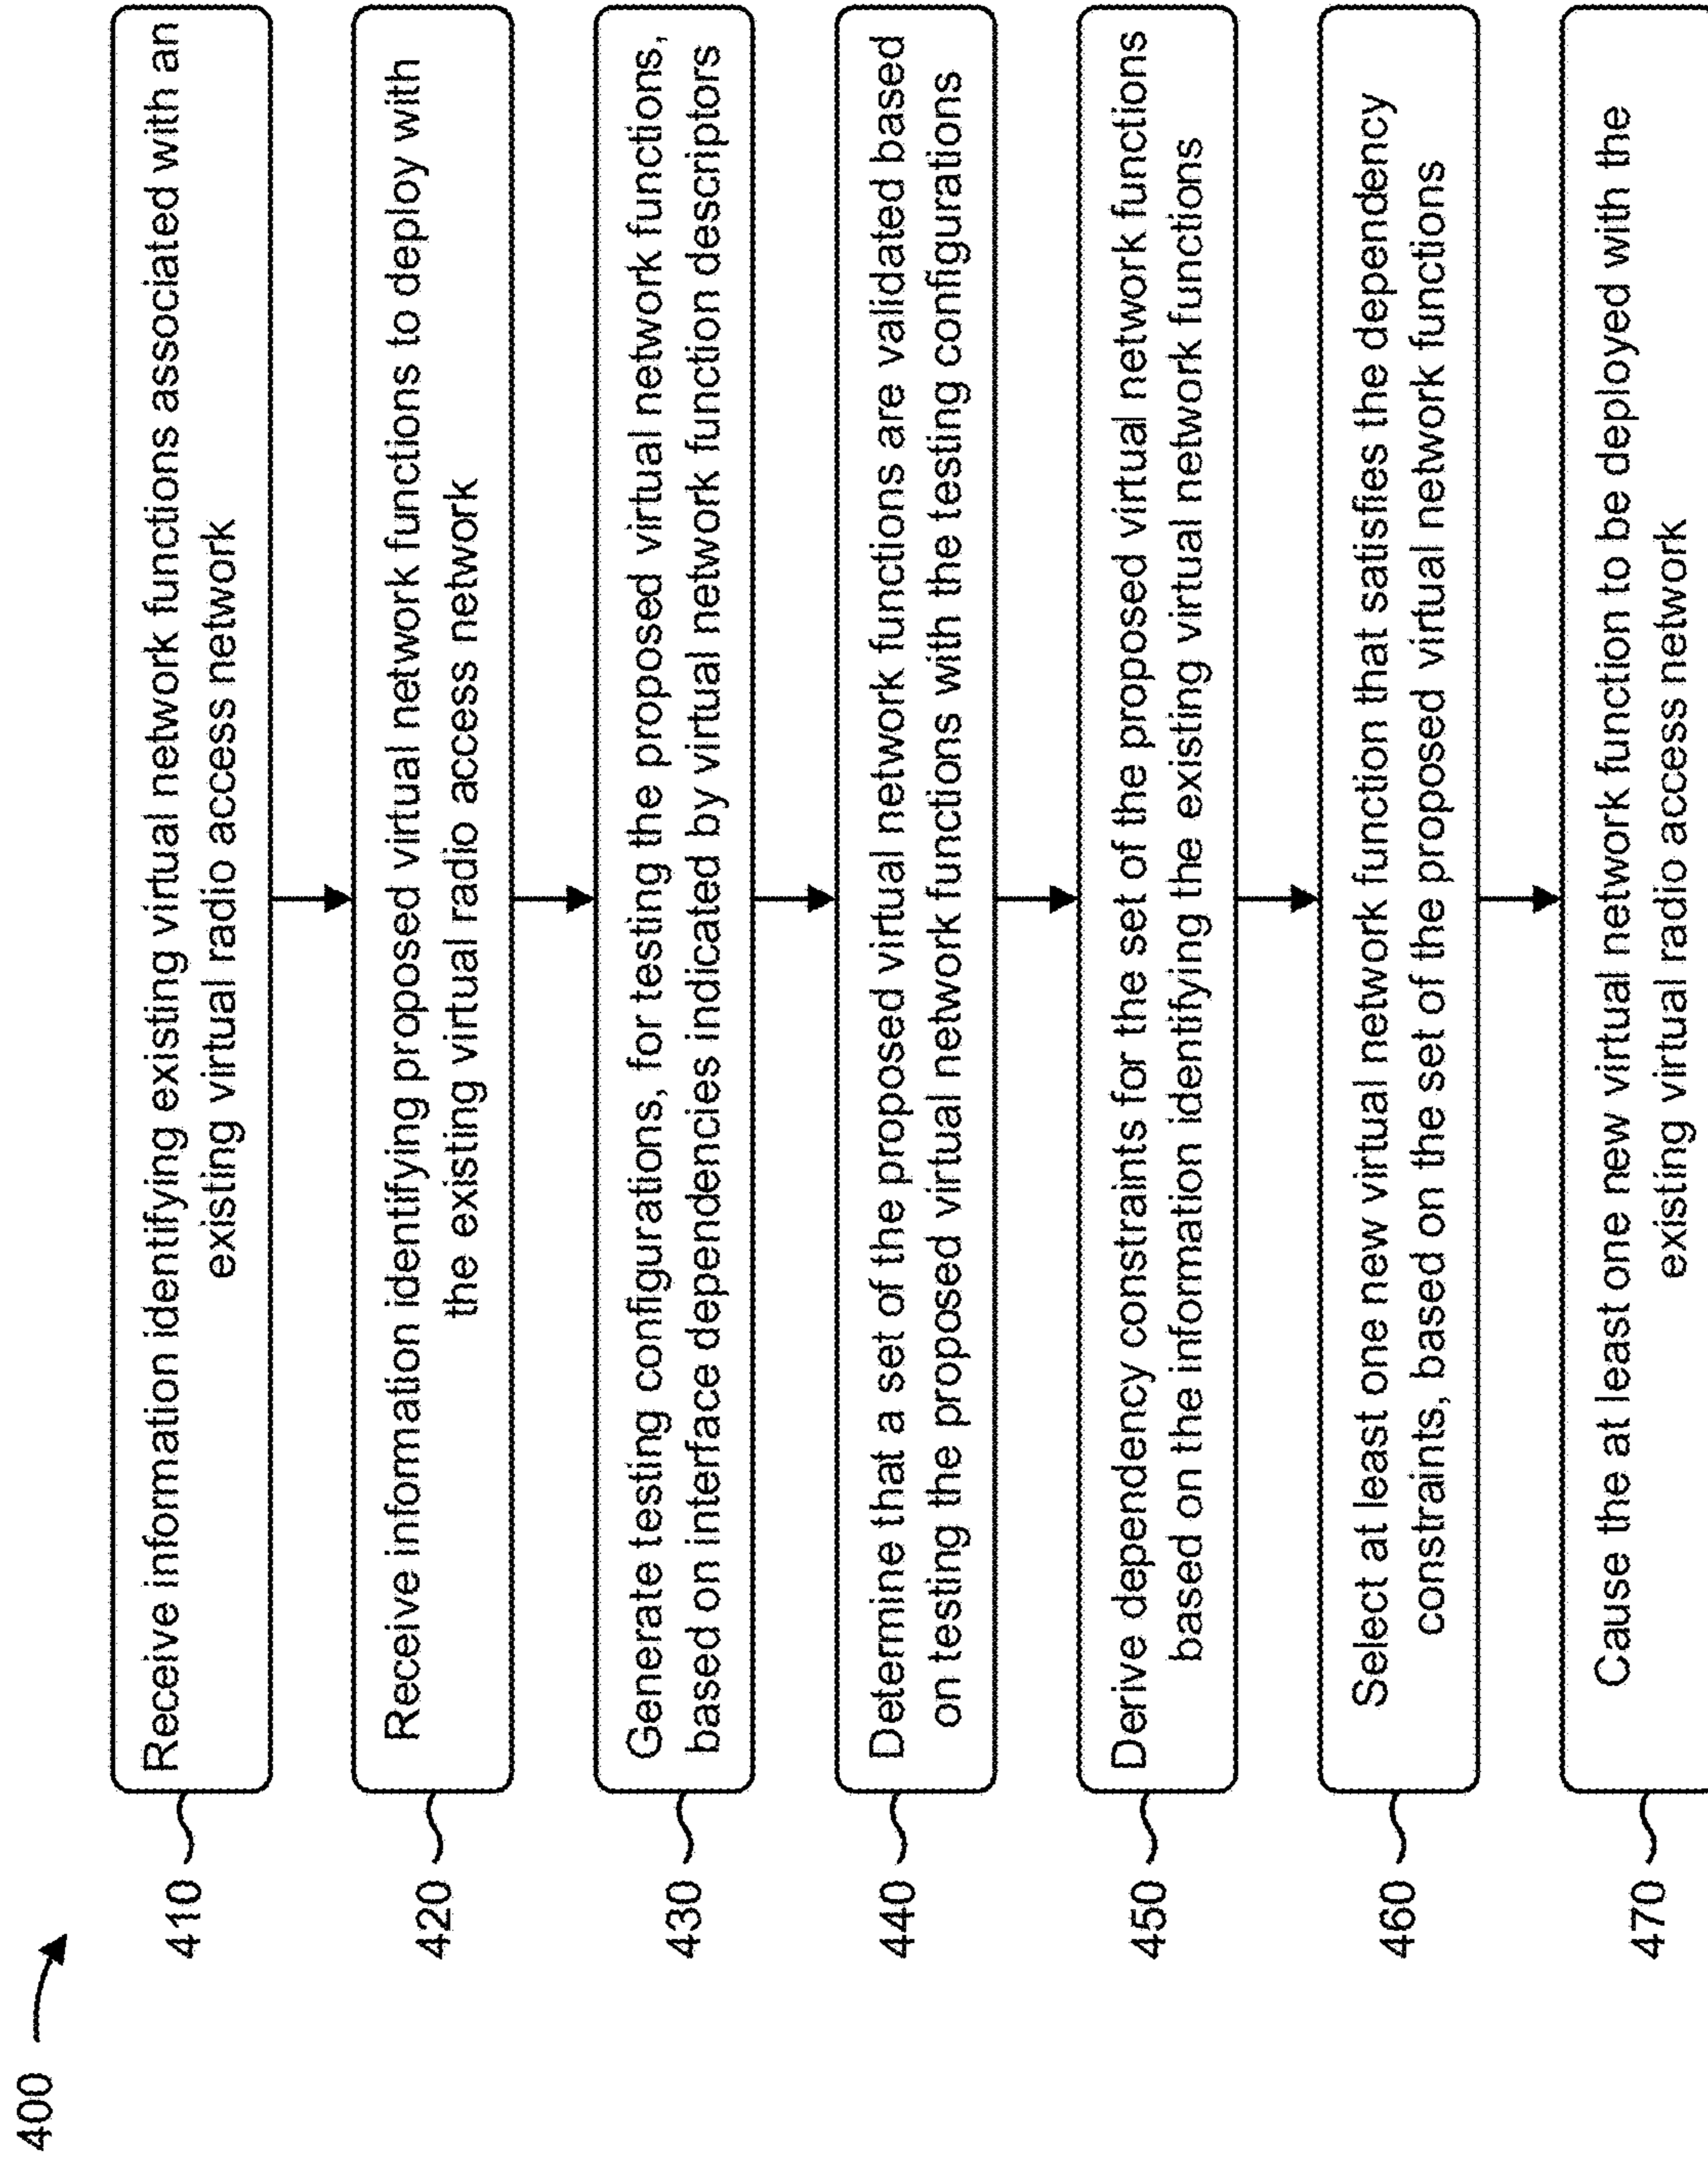 400
410
Receive information identifying existing virtual network functions associated with an
existing virtual radio access network
420
Receive information identifying proposed virtual network functions to deploy with
the existing virtual radio access network
430
Generate testing configurations, for testing the proposed virtual network functions,
based on interface dependencies indicated by virtual network function descriptors
440
Determine that a set of the proposed virtual network functions are validated based
on testing the proposed virtual network functions with the testing configurations
450
Derive dependency constraints for the set of the proposed virtual network functions
based on the information identifying the existing virtual network functions
460
Select at least one new virtual network function that satisfies the dependency
constraints, based on the set of the proposed virtual network functions
470
Cause the at least one new virtual network function to be deployed with the
existing virtual radio access network